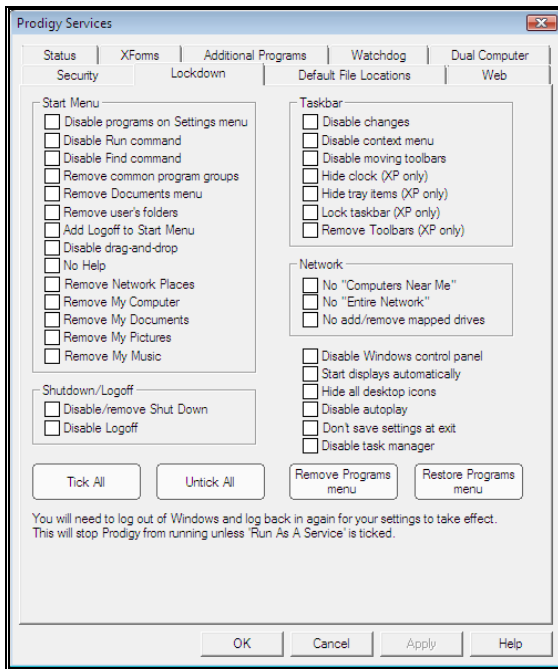 Prodigy Services
Status XForms Additional Programs Watchdog Dual Computer
Security Lockdown Default File Locations Web
Start Menu
Disable programs on Settings menu
Disable Run command
Disable Find command
Remove common program groups
Remove Documents menu
Remove user's folders
Add Logoff to Start Menu
Disable drag-and-drop
No Help
Remove Network Places
Remove My Computer
Remove My Documents
Remove My Pictures
Remove My Music
Shutdown/Logoff
Disable/remove Shut Down
Disable Logoff
Taskbar
Disable changes
Disable context menu
Disable moving toolbars
Hide clock (XP only)
Hide tray items (XP only)
Lock taskbar (XP only)
Remove Toolbars (XP only)
Network
No "Computers Near Me"
No "Entire Network"
No add/remove mapped drives
Disable Windows control panel
Start displays automatically
Hide all desktop icons
Disable autoplay
Don't save settings at exit
Disable task manager
Tick All
Untick All
Remove Programs
menu
Restore Programs
menu
You will need to log out of Windows and log back in again for your settings to take effect.
This will stop Prodigy from running unless 'Run As A Service' is ticked.
OK Cancel Apply Help